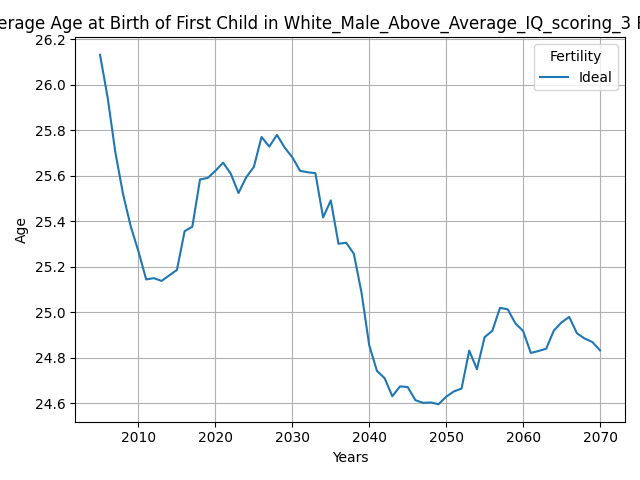 erage Age at Birth of First Child in White_Male_Above_Average_IQ_scoring_3
26.2
26.0
25.8
25.6
25.4
25.2
25.0
24.8
24.6
Age
Fertility
Ideal
2010 2020 2030 2040 2050 2060 2070
Years